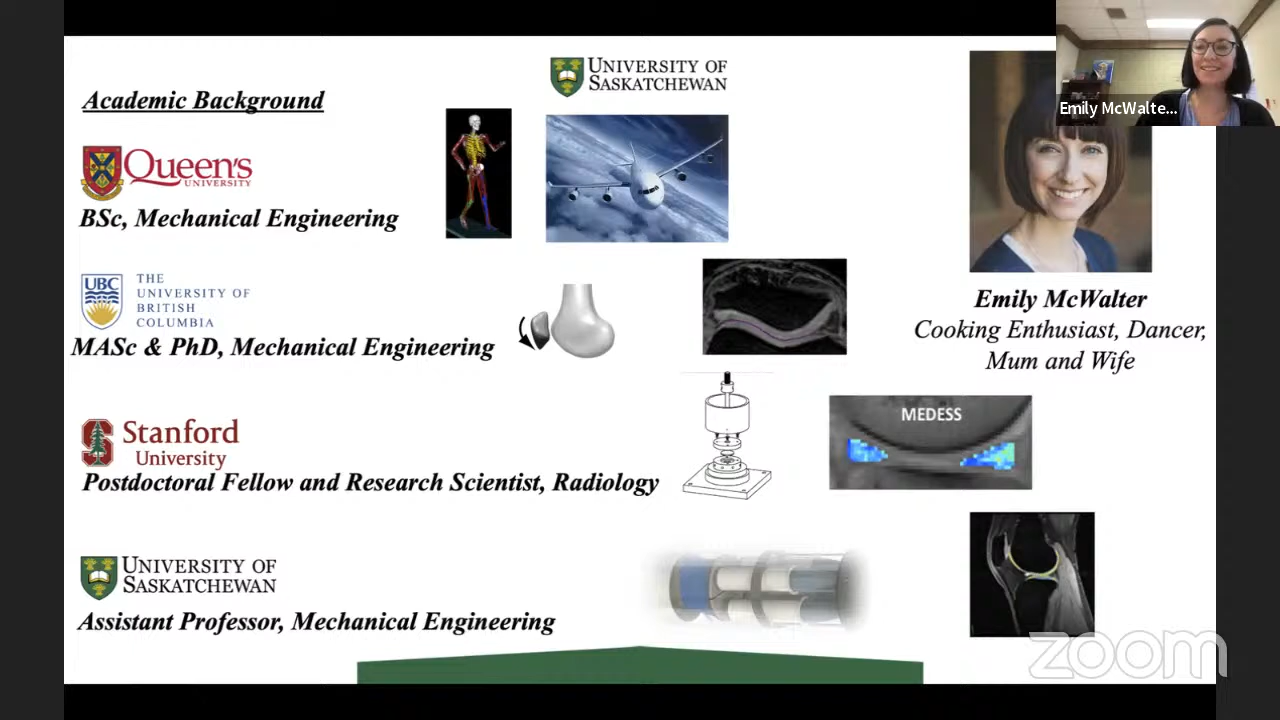 UNIVERSITY OF
SASKATCHEWAN
Academic Background
Queen's
UNIVERSITY
BSc, Mechanical Engineering
UBC
THE
UNIVERSITY OF
BRITISH
COLUMBIA
MASc & PhD, Mechanical Engineering
Stanford
University
Postdoctoral Fellow and Research Scientist, Radiology
UNIVERSITY OF
SASKATCHEWAN
Assistant Professor, Mechanical Engineering
MEDESS
Emily McWalte...
Emily McWalter
Cooking Enthusiast, Dancer,
Mum and Wife
zoom